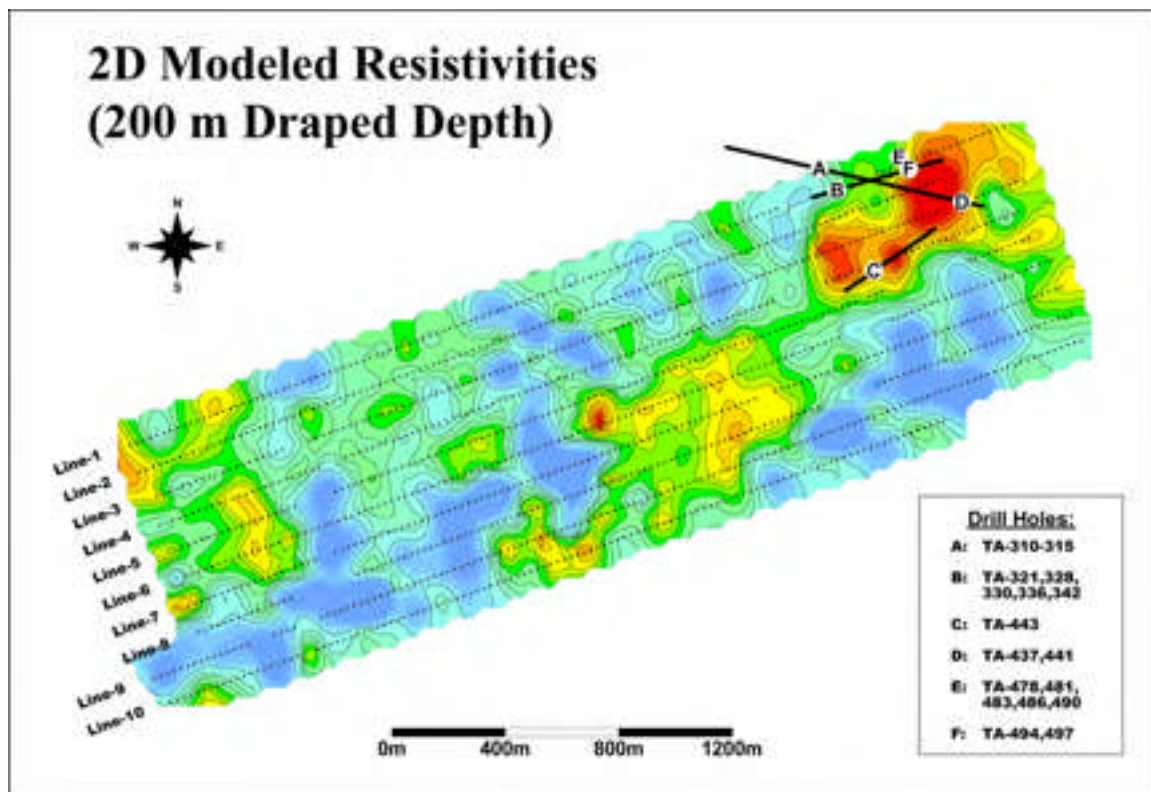 2D Modeled Resistivities
(200 m Draped Depth)
N
W E
S
A
B
E
F
D
C
Line-1
Line-2
Line-3
Line-4
Line-5
Line-6
Line-7
Line-8
Line-9
Line-10
0m 400m 800m 1200m
Drill Holes:
A: TA-310-315
B: TA-321,328,
330,336,342
C: TA-443
D: TA-437,441
E: TA-478,481,
483,486,490
F: TA-494,497